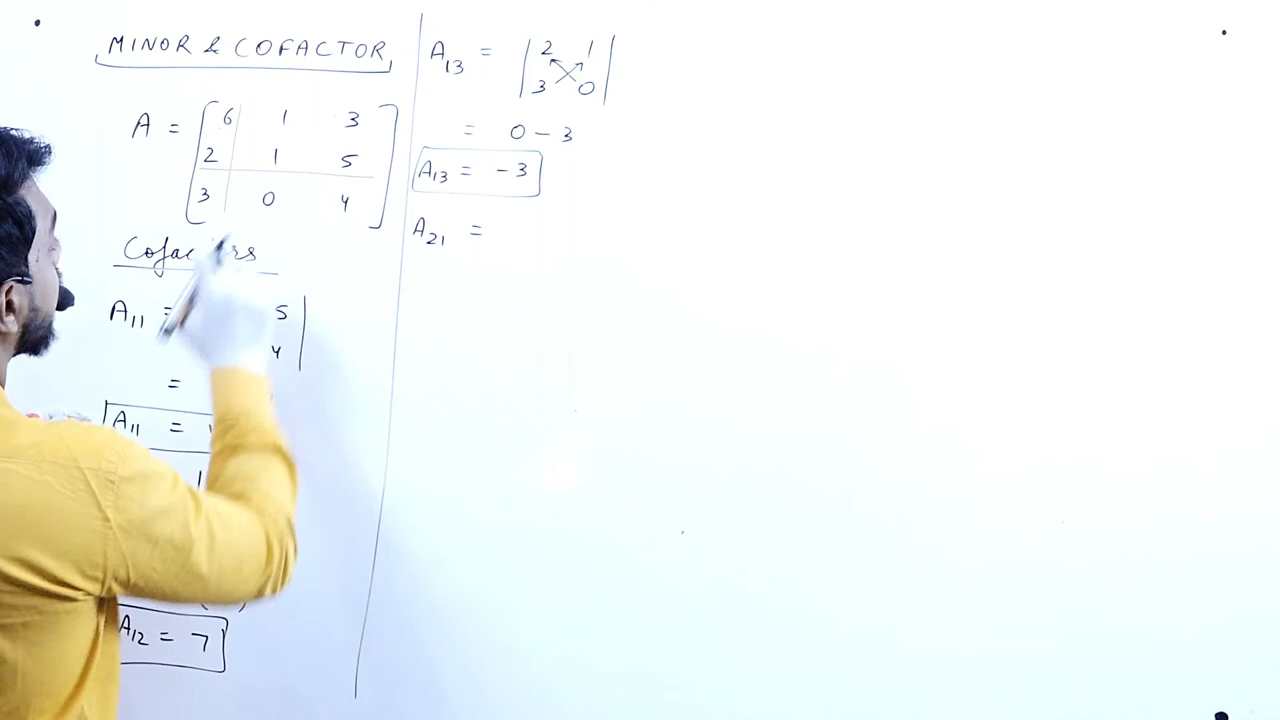 MINOR & COFACTOR
A = [ 6 1 3
2 1 5
3 0 4 ]
A11 = 5 |
4 |
=
A11 =
A12 = 7
A13 = | 2 1 |
| 3 0 |
= 0 - 3
A13 = - 3
A21 =